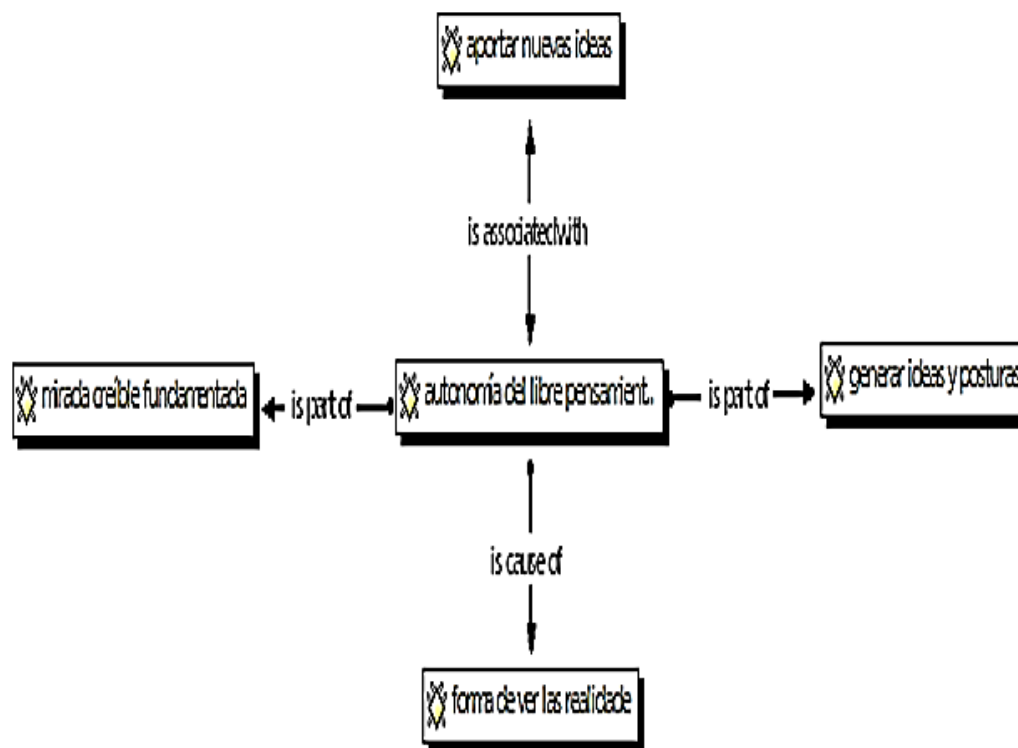 aportar nuevas ideas
is associated with
mirada creíble fundamentada
is part of
autonomía del libre pensamient..
is part of
generar ideas y posturas
is cause of
forma de ver las realidade